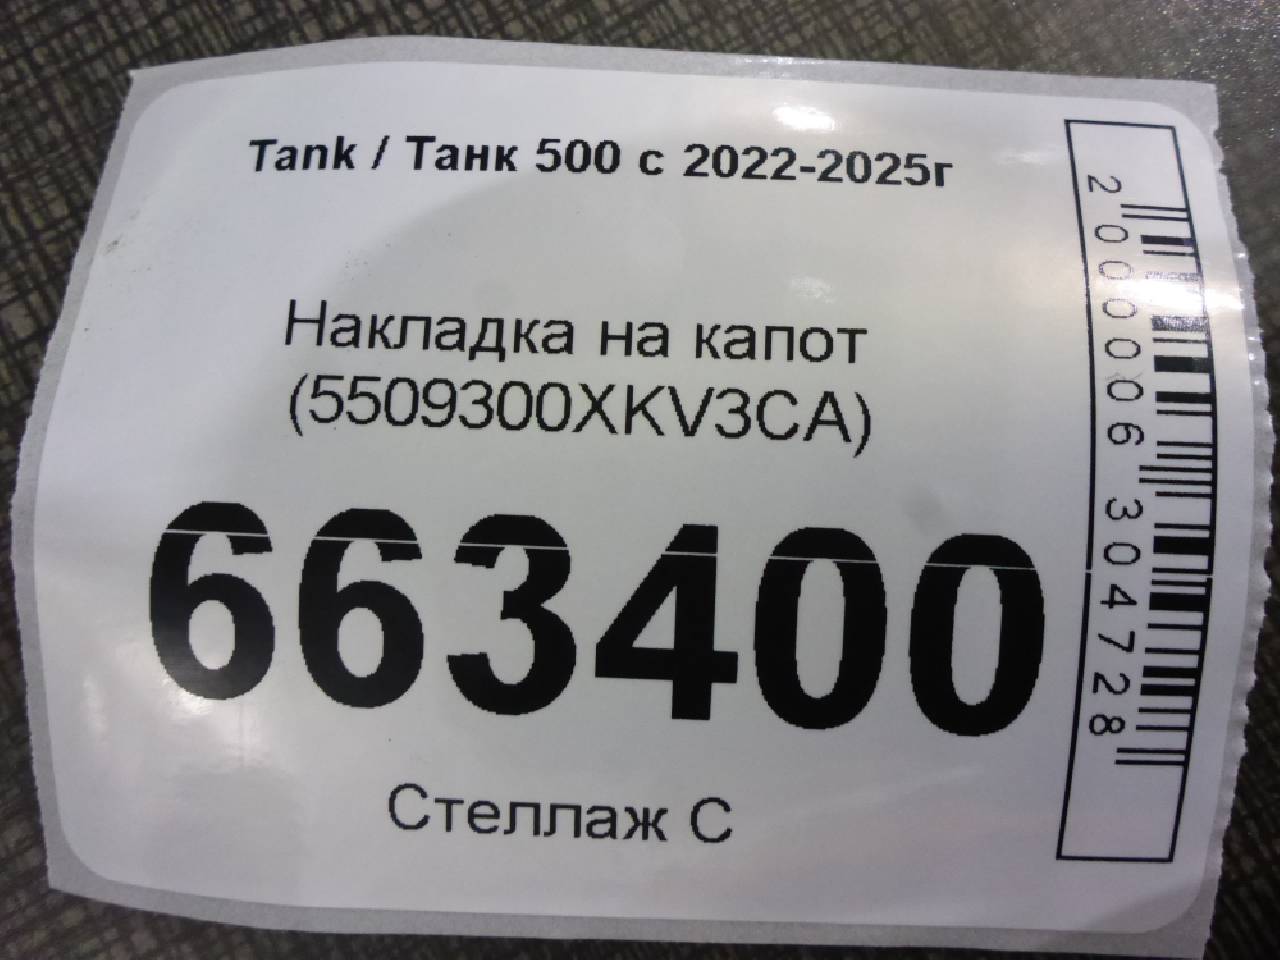 Tank / Танк 500 с 2022-2025г
Накладка на капот
(5509300XKV3CA)
663400
Стеллаж С
2000006304728